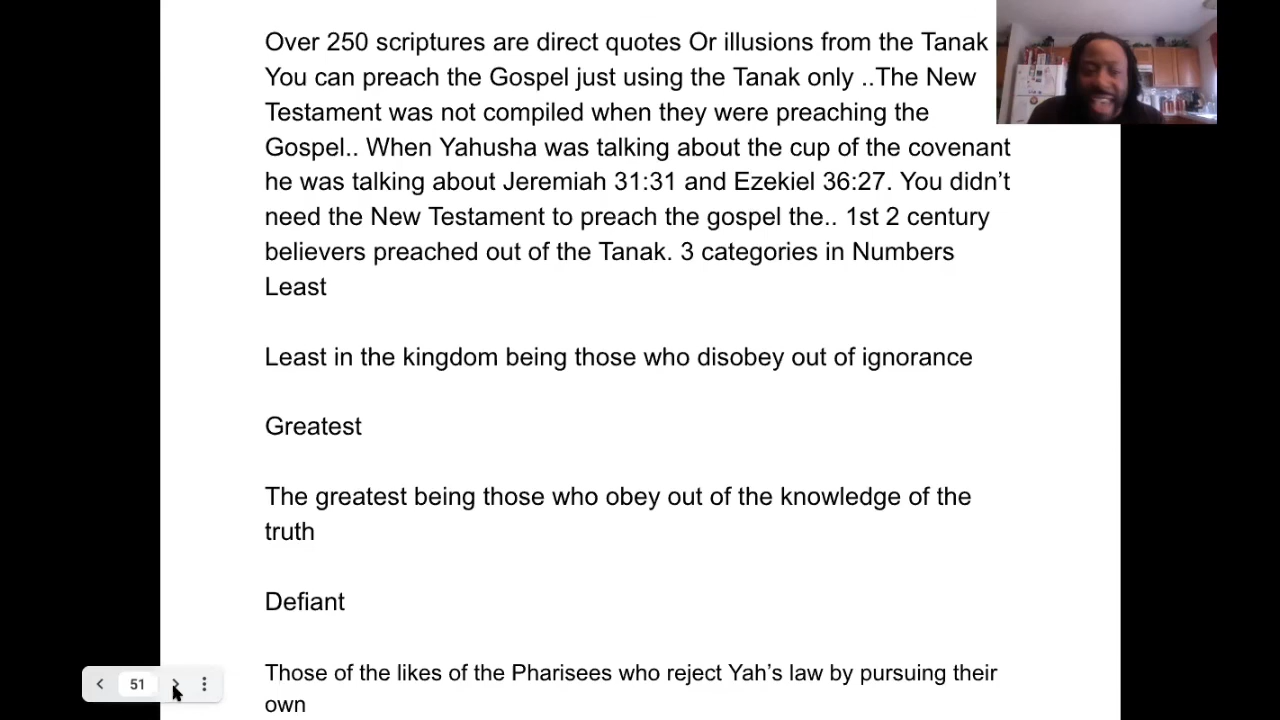 Over 250 scriptures are direct quotes Or illusions from the Tanak
You can preach the Gospel just using the Tanak only ..The New
Testament was not compiled when they were preaching the
Gospel.. When Yahusha was talking about the cup of the covenant
he was talking about Jeremiah 31:31 and Ezekiel 36:27. You didn’t
need the New Testament to preach the gospel the.. 1st 2 century
believers preached out of the Tanak. 3 categories in Numbers
Least
Least in the kingdom being those who disobey out of ignorance
Greatest
The greatest being those who obey out of the knowledge of the
truth
Defiant
Those of the likes of the Pharisees who reject Yah’s law by pursuing their
own
51